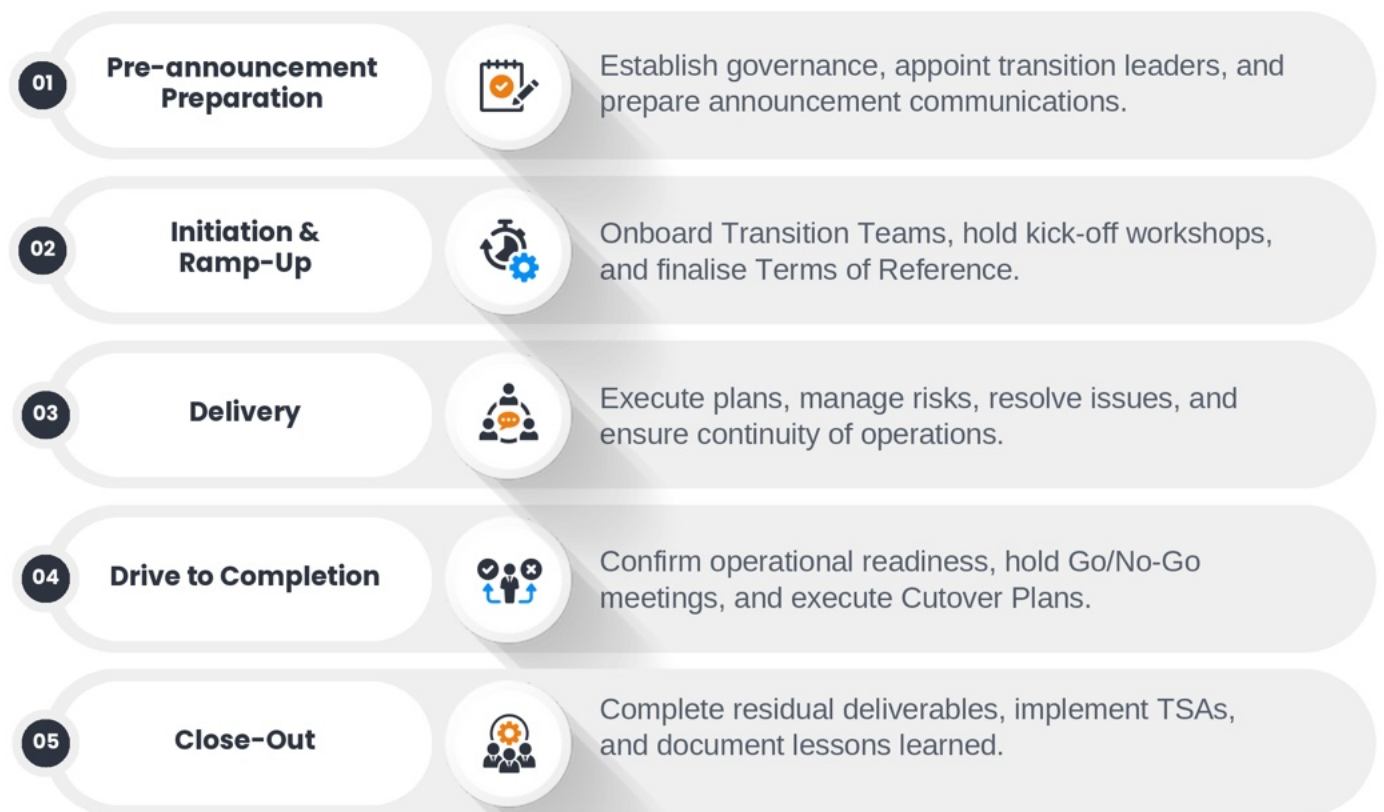 01
Pre-announcement
Preparation
Establish governance, appoint transition leaders, and
prepare announcement communications.
02
Initiation &
Ramp-Up
Onboard Transition Teams, hold kick-off workshops,
and finalise Terms of Reference.
03
Delivery
Execute plans, manage risks, resolve issues, and
ensure continuity of operations.
04
Drive to Completion
Confirm operational readiness, hold Go/No-Go
meetings, and execute Cutover Plans.
05
Close-Out
Complete residual deliverables, implement TSAs,
and document lessons learned.